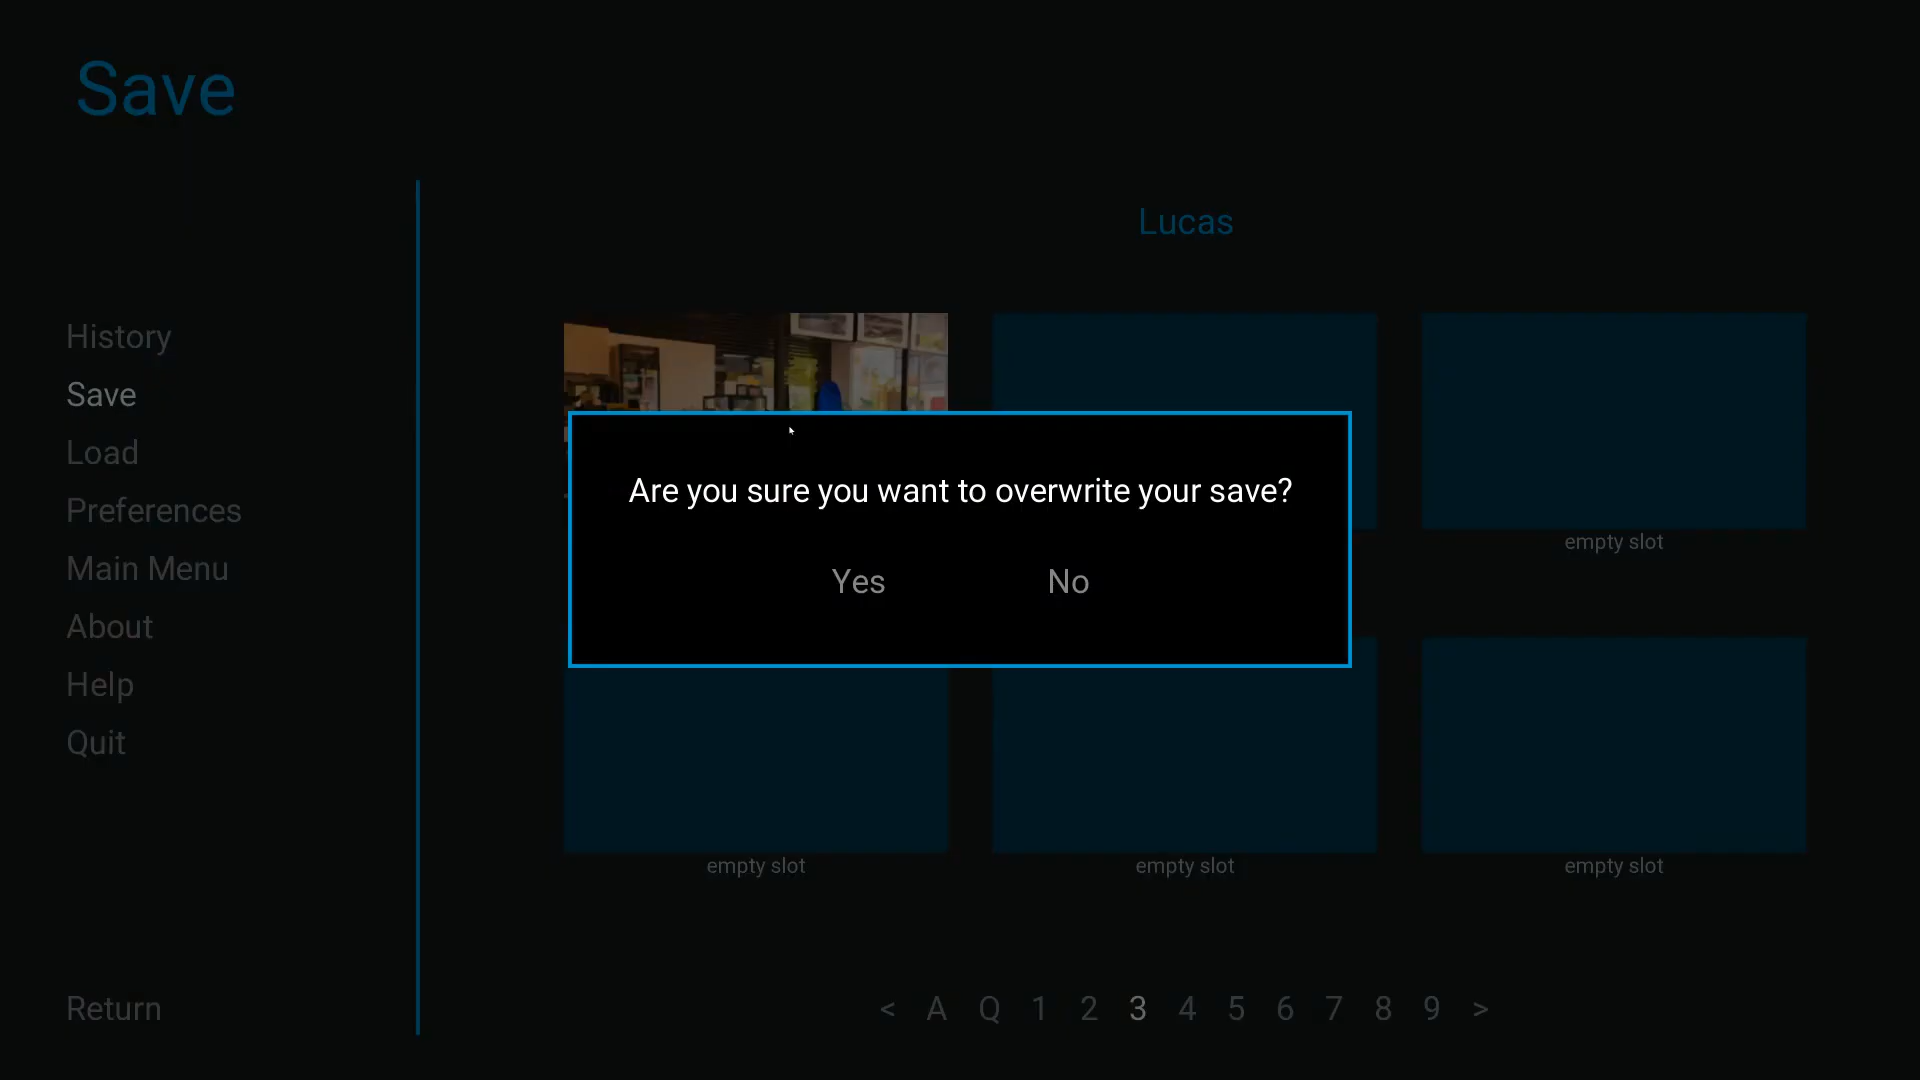 Save
Lucas
History
Save
Load
Preferences
Main Menu
About
Help
Quit
Return
Are you sure you want to overwrite your save?
Yes No
empty slot
empty slot empty slot empty slot
< A Q 1 2 3 4 5 6 7 8 9 >